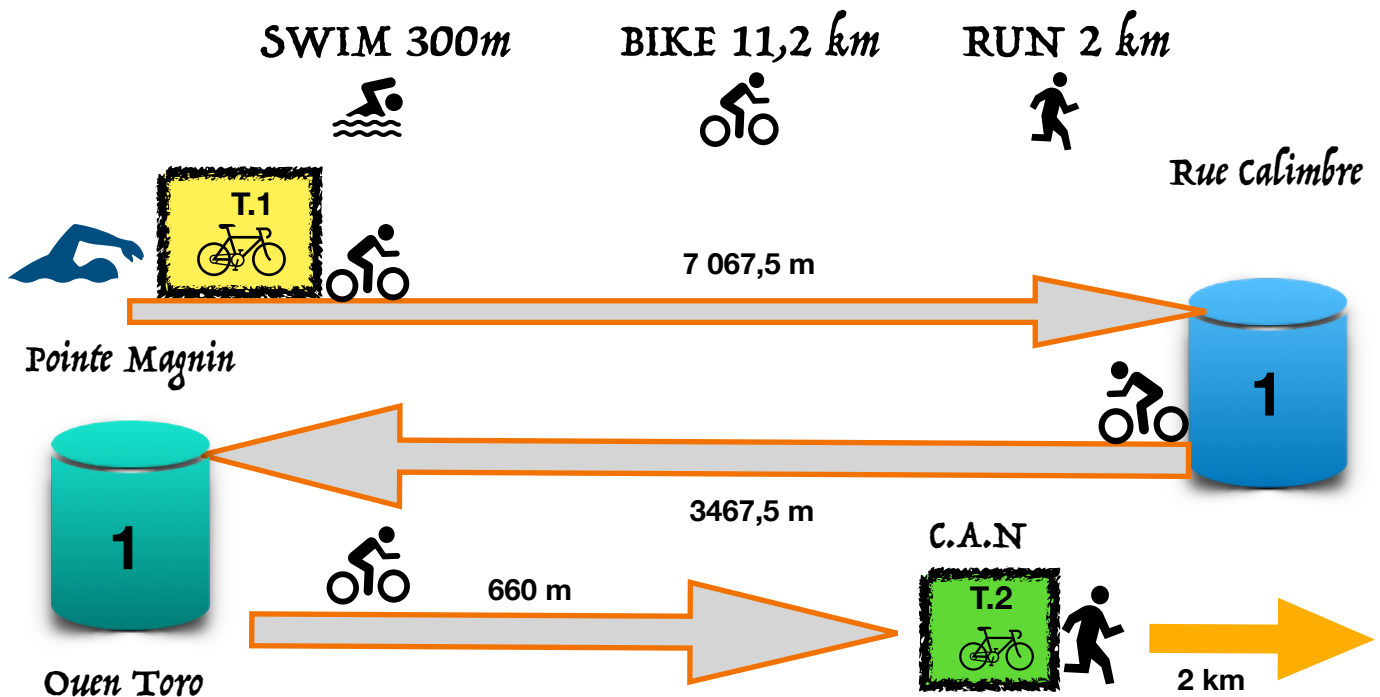 SWIM 300m
BIKE 11,2 km
RUN 2 km
Rue Calimbre
T.1
7 067,5 m
Pointe Magnin
1
1
3467,5 m
C.A.N
660 m
T.2
Ouen Toro
2 km